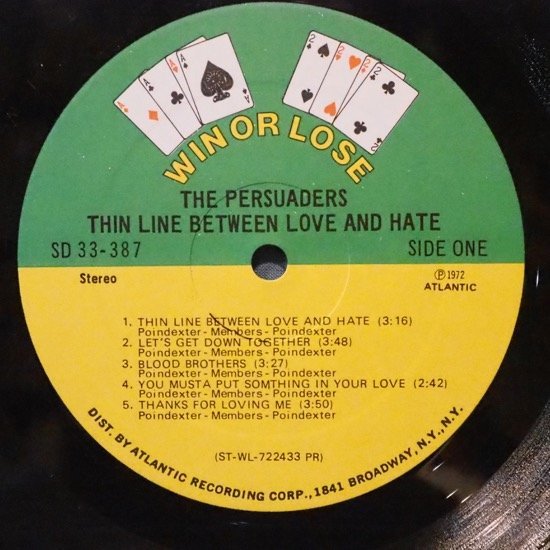 WIN OR LOSE
THE PERSUADERS
THIN LINE BETWEEN LOVE AND HATE
SD 33-387
SIDE ONE
Stereo
Ⓟ 1972
ATLANTIC
1. THIN LINE BETWEEN LOVE AND HATE (3:16)
Poindexter - Members - Poindexter
2. LET'S GET DOWN TOGETHER (3:48)
Poindexter - Members - Poindexter
3. BLOOD BROTHERS (3:27)
Poindexter - Members - Poindexter
4. YOU MUSTA PUT SOMTHING IN YOUR LOVE (2:42)
Poindexter - Members - Poindexter
5. THANKS FOR LOVING ME (3:50)
Poindexter - Members - Poindexter
(ST-WL-722433 PR)
DIST. BY ATLANTIC RECORDING CORP., 1841 BROADWAY, N.Y., N.Y.